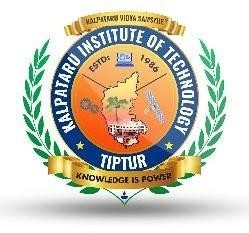 KALPATARU VIDYA SAMSTHE
KALPATARU INSTITUTE OF TECHNOLOGY
ESTD: 1986
TIPTUR
KNOWLEDGE IS POWER